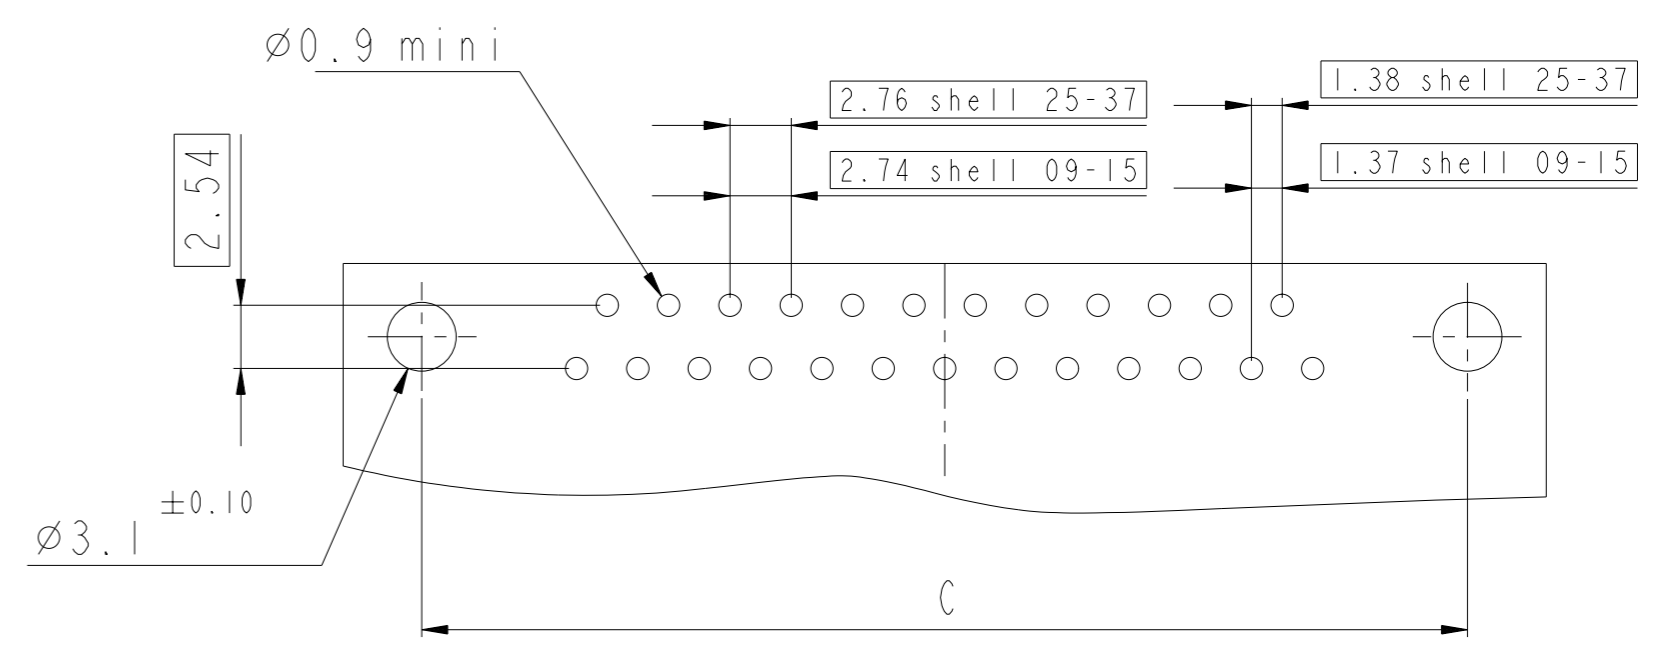 Ø0.9 mini
2.76 shell 25-37
1.38 shell 25-37
2.54
2.74 shell 09-15
1.37 shell 09-15
±0.10
Ø3.1
C